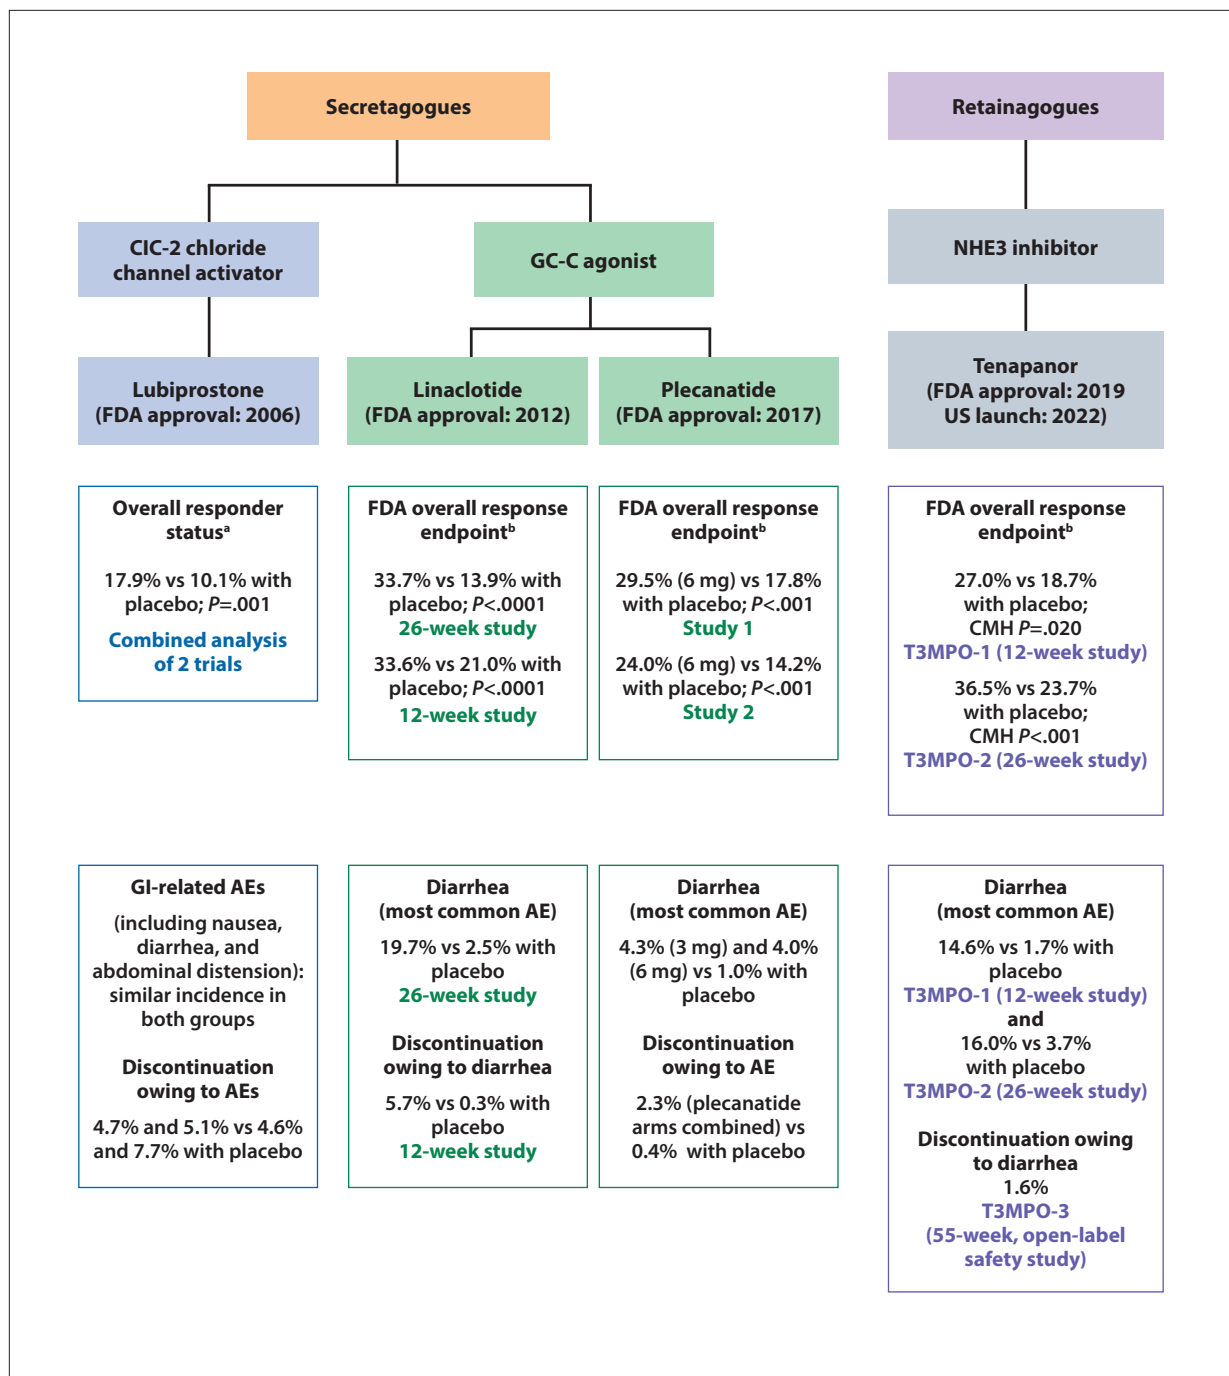 Secretagogues
Retainagogues
CIC-2 chloride
channel activator
GC-C agonist
NHE3 inhibitor
Lubiprostone
(FDA approval: 2006)
Linaclotide
(FDA approval: 2012)
Plecanatide
(FDA approval: 2017)
Tenapanor
(FDA approval: 2019
US launch: 2022)
Overall responder
statusᵃ
17.9% vs 10.1% with
placebo; P=.001
Combined analysis
of 2 trials
FDA overall response
endpointᵇ
33.7% vs 13.9% with
placebo; P<.0001
26-week study
33.6% vs 21.0% with
placebo; P<.0001
12-week study
FDA overall response
endpointᵇ
29.5% (6 mg) vs 17.8%
with placebo; P<.001
Study 1
24.0% (6 mg) vs 14.2%
with placebo; P<.001
Study 2
FDA overall response
endpointᵇ
27.0% vs 18.7%
with placebo;
CMH P=.020
T3MPO-1 (12-week study)
36.5% vs 23.7%
with placebo;
CMH P<.001
T3MPO-2 (26-week study)
GI-related AEs
(including nausea,
diarrhea, and
abdominal distension):
similar incidence in
both groups
Discontinuation
owing to AEs
4.7% and 5.1% vs 4.6%
and 7.7% with placebo
Diarrhea
(most common AE)
19.7% vs 2.5% with
placebo
26-week study
Discontinuation
owing to diarrhea
5.7% vs 0.3% with
placebo
12-week study
Diarrhea
(most common AE)
4.3% (3 mg) and 4.0%
(6 mg) vs 1.0% with
placebo
Discontinuation
owing to AE
2.3% (plecanatide
arms combined) vs
0.4% with placebo
Diarrhea
(most common AE)
14.6% vs 1.7% with
placebo
T3MPO-1 (12-week study)
and
16.0% vs 3.7%
with placebo
T3MPO-2 (26-week study)
Discontinuation owing
to diarrhea
1.6%
T3MPO-3
(55-week, open-label
safety study)